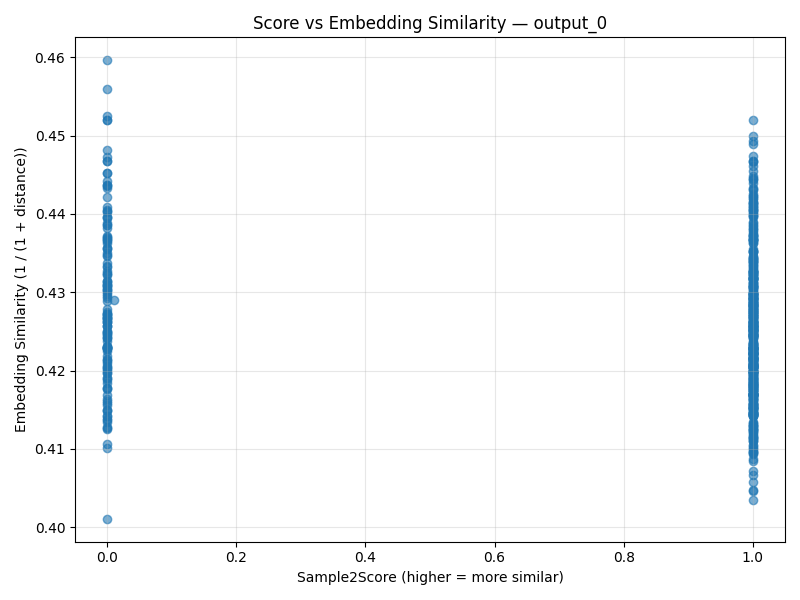 Score vs Embedding Similarity — output_0
Embedding Similarity (1 / (1 + distance))
0.46
0.45
0.44
0.43
0.42
0.41
0.40
0.0 0.2 0.4 0.6 0.8 1.0
Sample2Score (higher = more similar)